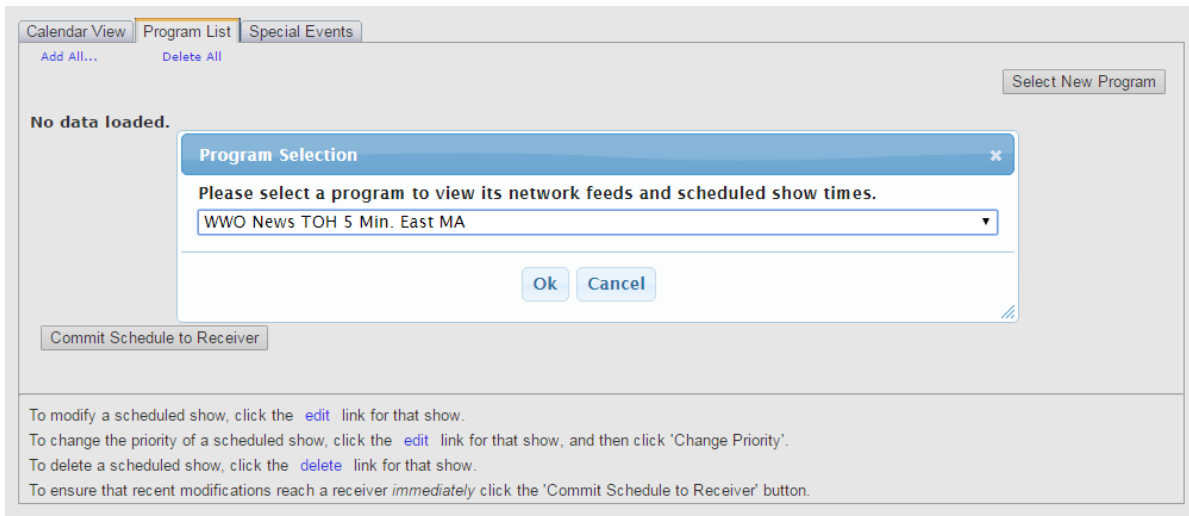 Calendar View Program List Special Events
Add All... Delete All
Select New Program
No data loaded.
Program Selection
Please select a program to view its network feeds and scheduled show times.
WWO News TOH 5 Min. East MA
Ok Cancel
Commit Schedule to Receiver
To modify a scheduled show, click the edit link for that show.
To change the priority of a scheduled show, click the edit link for that show, and then click 'Change Priority'.
To delete a scheduled show, click the delete link for that show.
To ensure that recent modifications reach a receiver immediately click the 'Commit Schedule to Receiver' button.